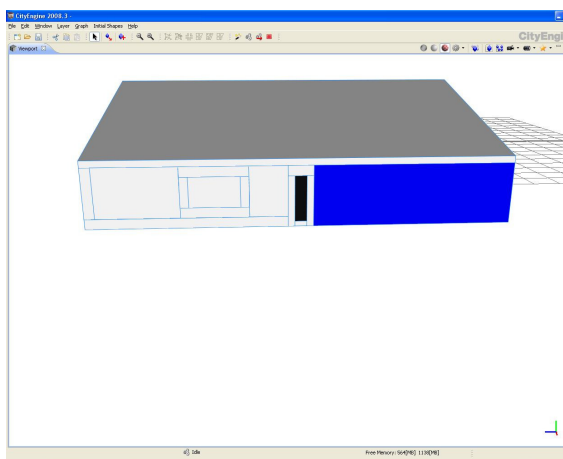 CityEngine 2008.3 -
File Edit Window Layer Graph Initial Shapes Help
CityEngi
Viewport
Idle
Free Memory: 564[MB] 1138[MB]